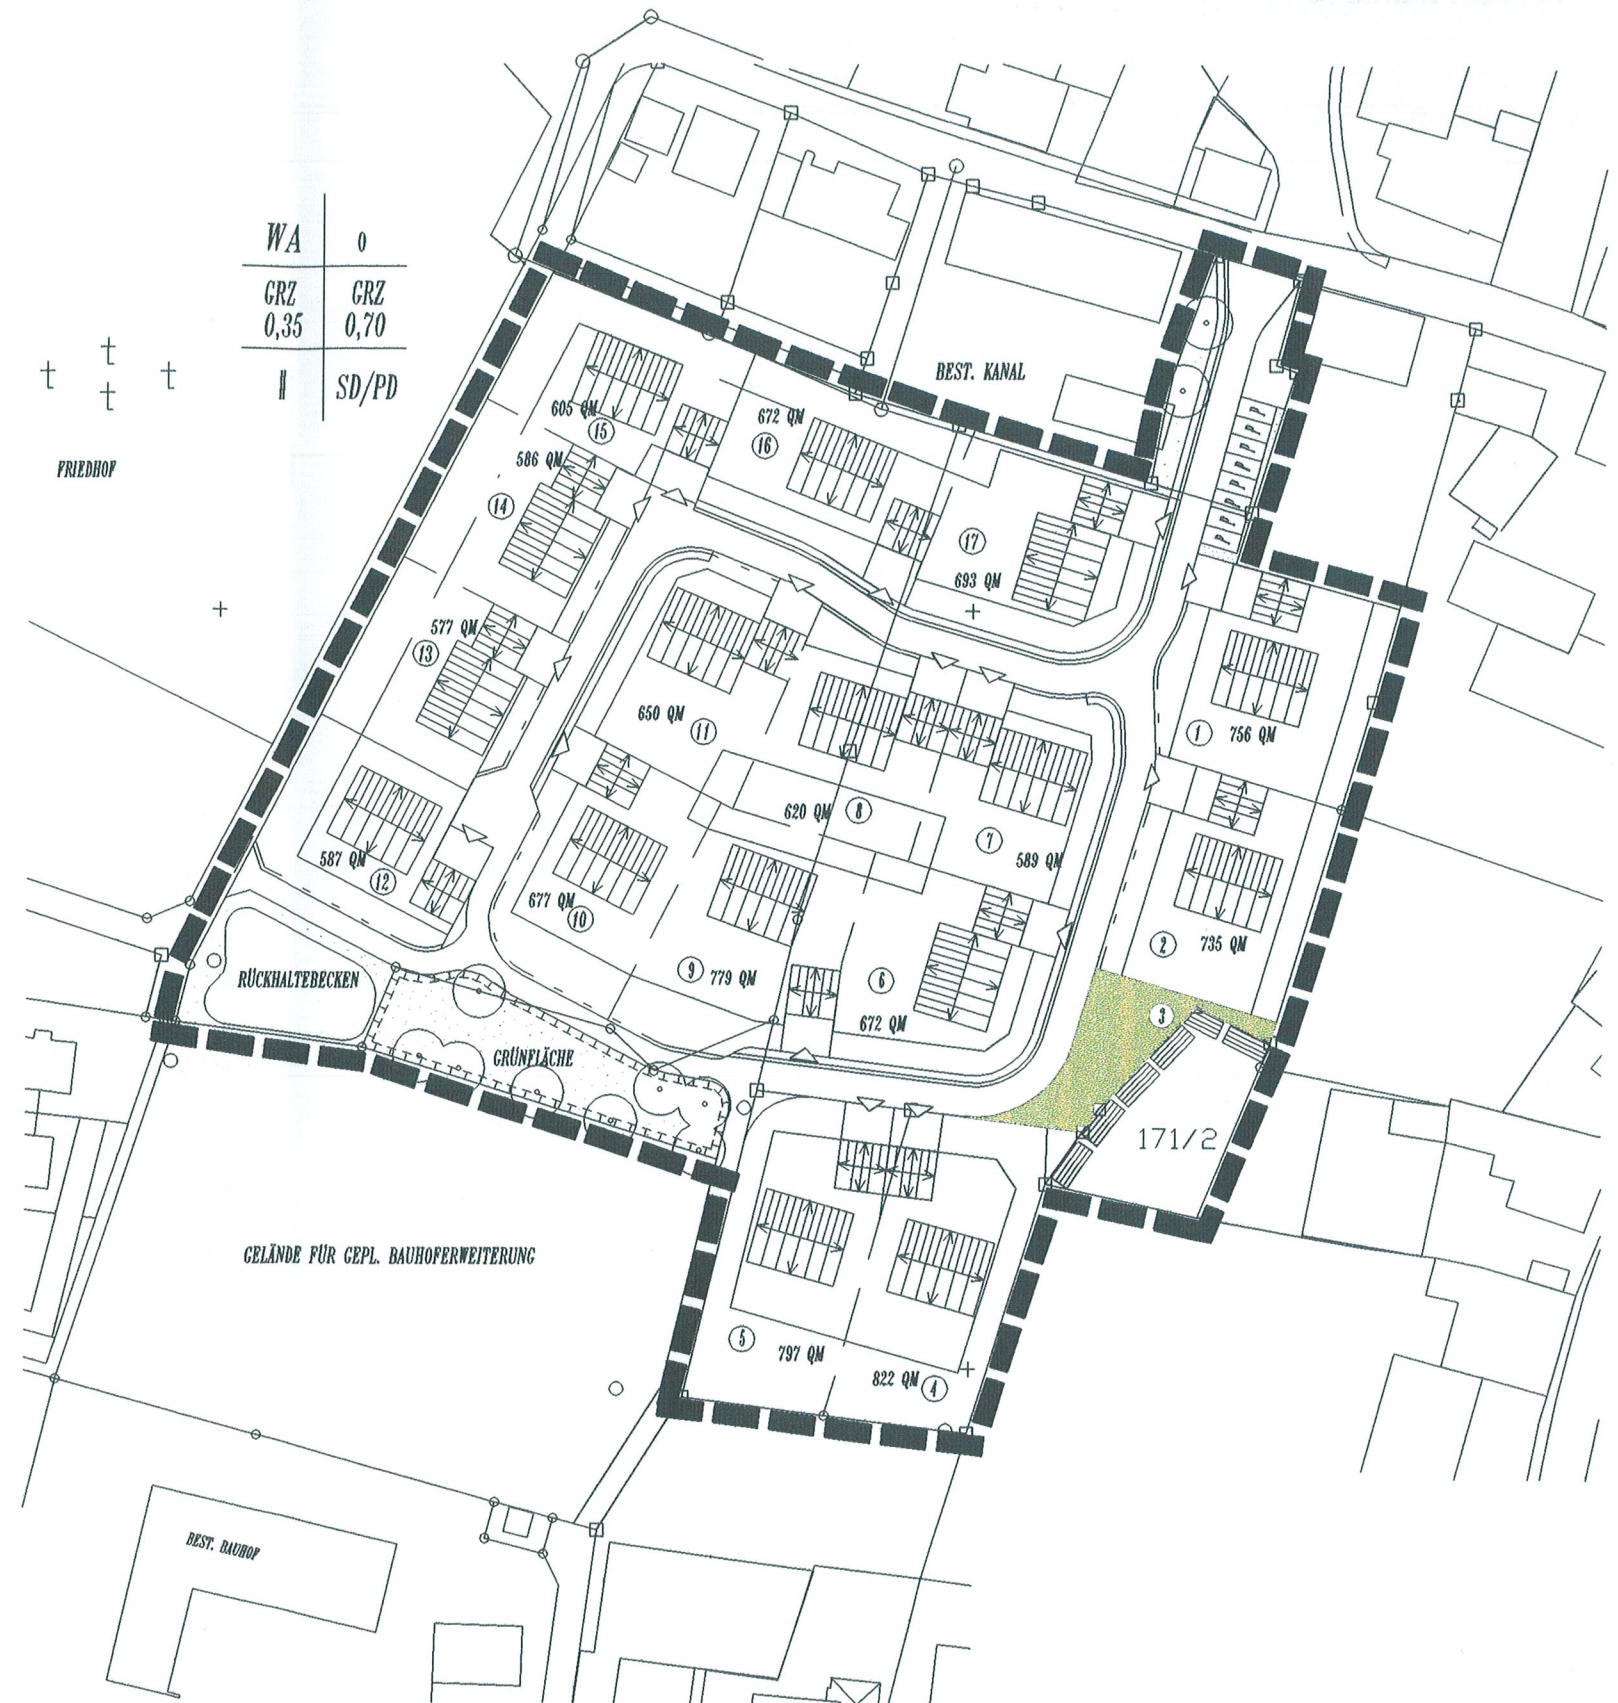 WA 0
GRZ GRZ
0,35 0,70
II SD/PD
FRIEDHOF
BEST. KANAL
605 QM
15
672 QM
16
586 QM
14
17
693 QM
P
P
P
P
P
P
P
P
577 QM
13
650 QM
11
1
756 QM
620 QM
8
7
589 QM
587 QM
12
677 QM
10
2
735 QM
9
779 QM
6
672 QM
RÜCKHALTEBECKEN
3
GRÜNFLÄCHE
171/2
GELÄNDE FÜR GEPL. BAUHOFERWEITERUNG
5
797 QM
822 QM
4
BEST. BAUHOF